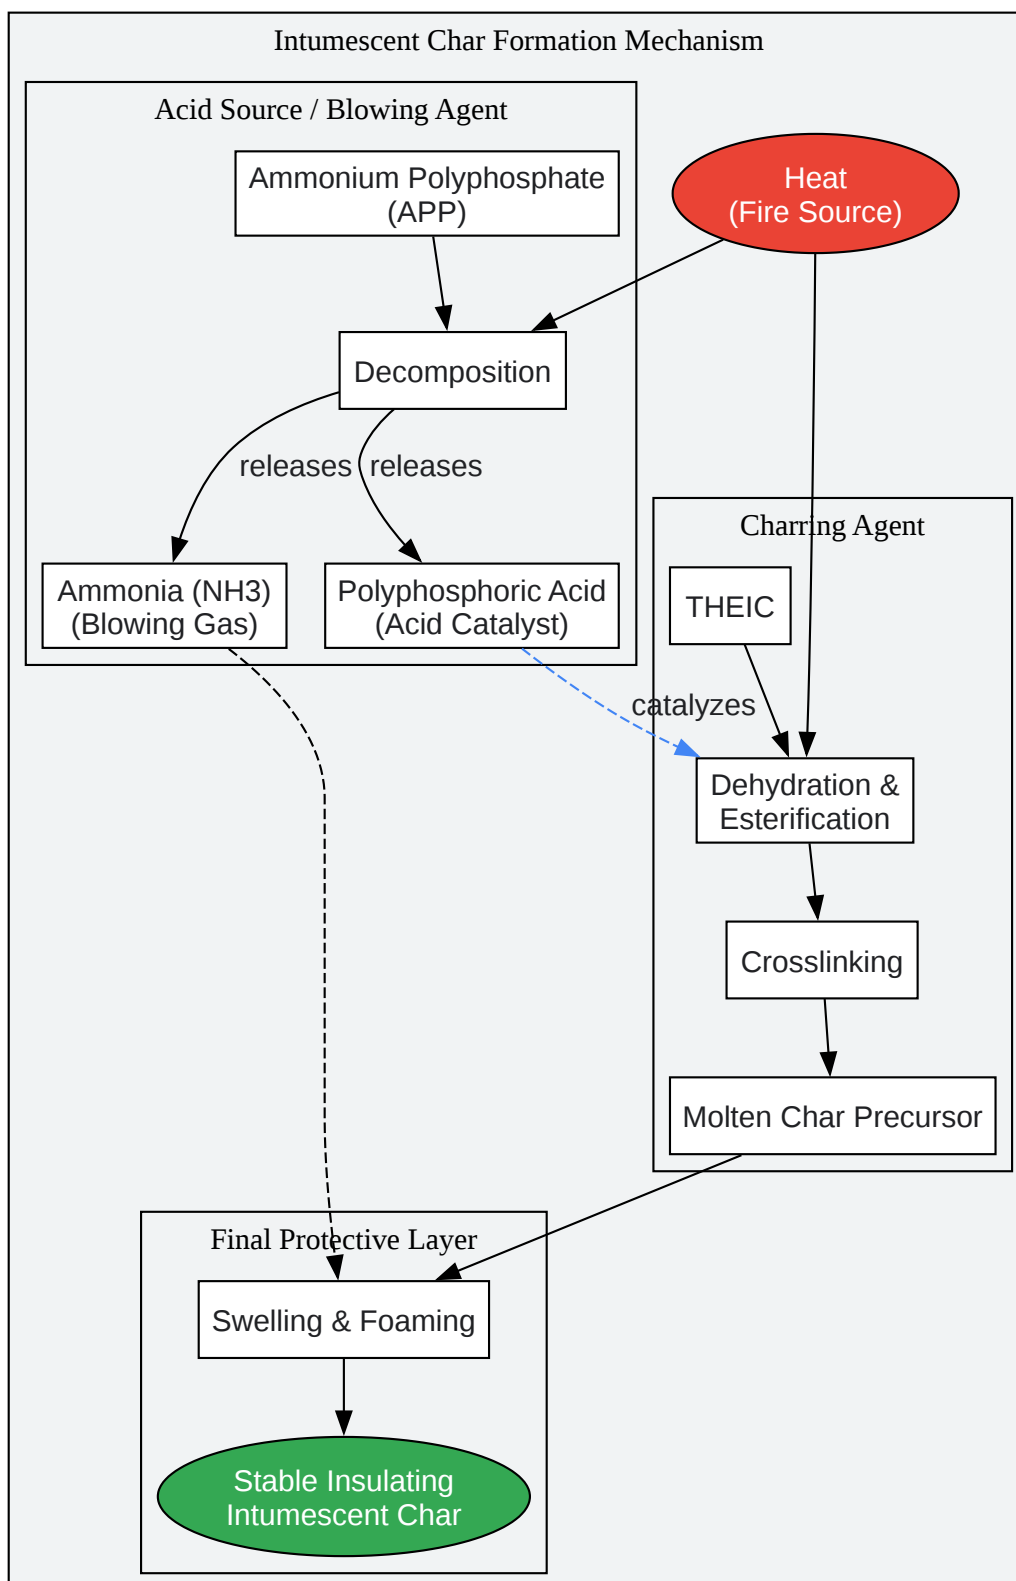 Intumescent Char Formation Mechanism
Acid Source / Blowing Agent
Ammonium Polyphosphate
(APP)
Heat
(Fire Source)
Decomposition
releases
releases
Charring Agent
Ammonia (NH3)
(Blowing Gas)
Polyphosphoric Acid
(Acid Catalyst)
THEIC
catalyzes
Dehydration &
Esterification
Crosslinking
Molten Char Precursor
Final Protective Layer
Swelling & Foaming
Stable Insulating
Intumescent Char